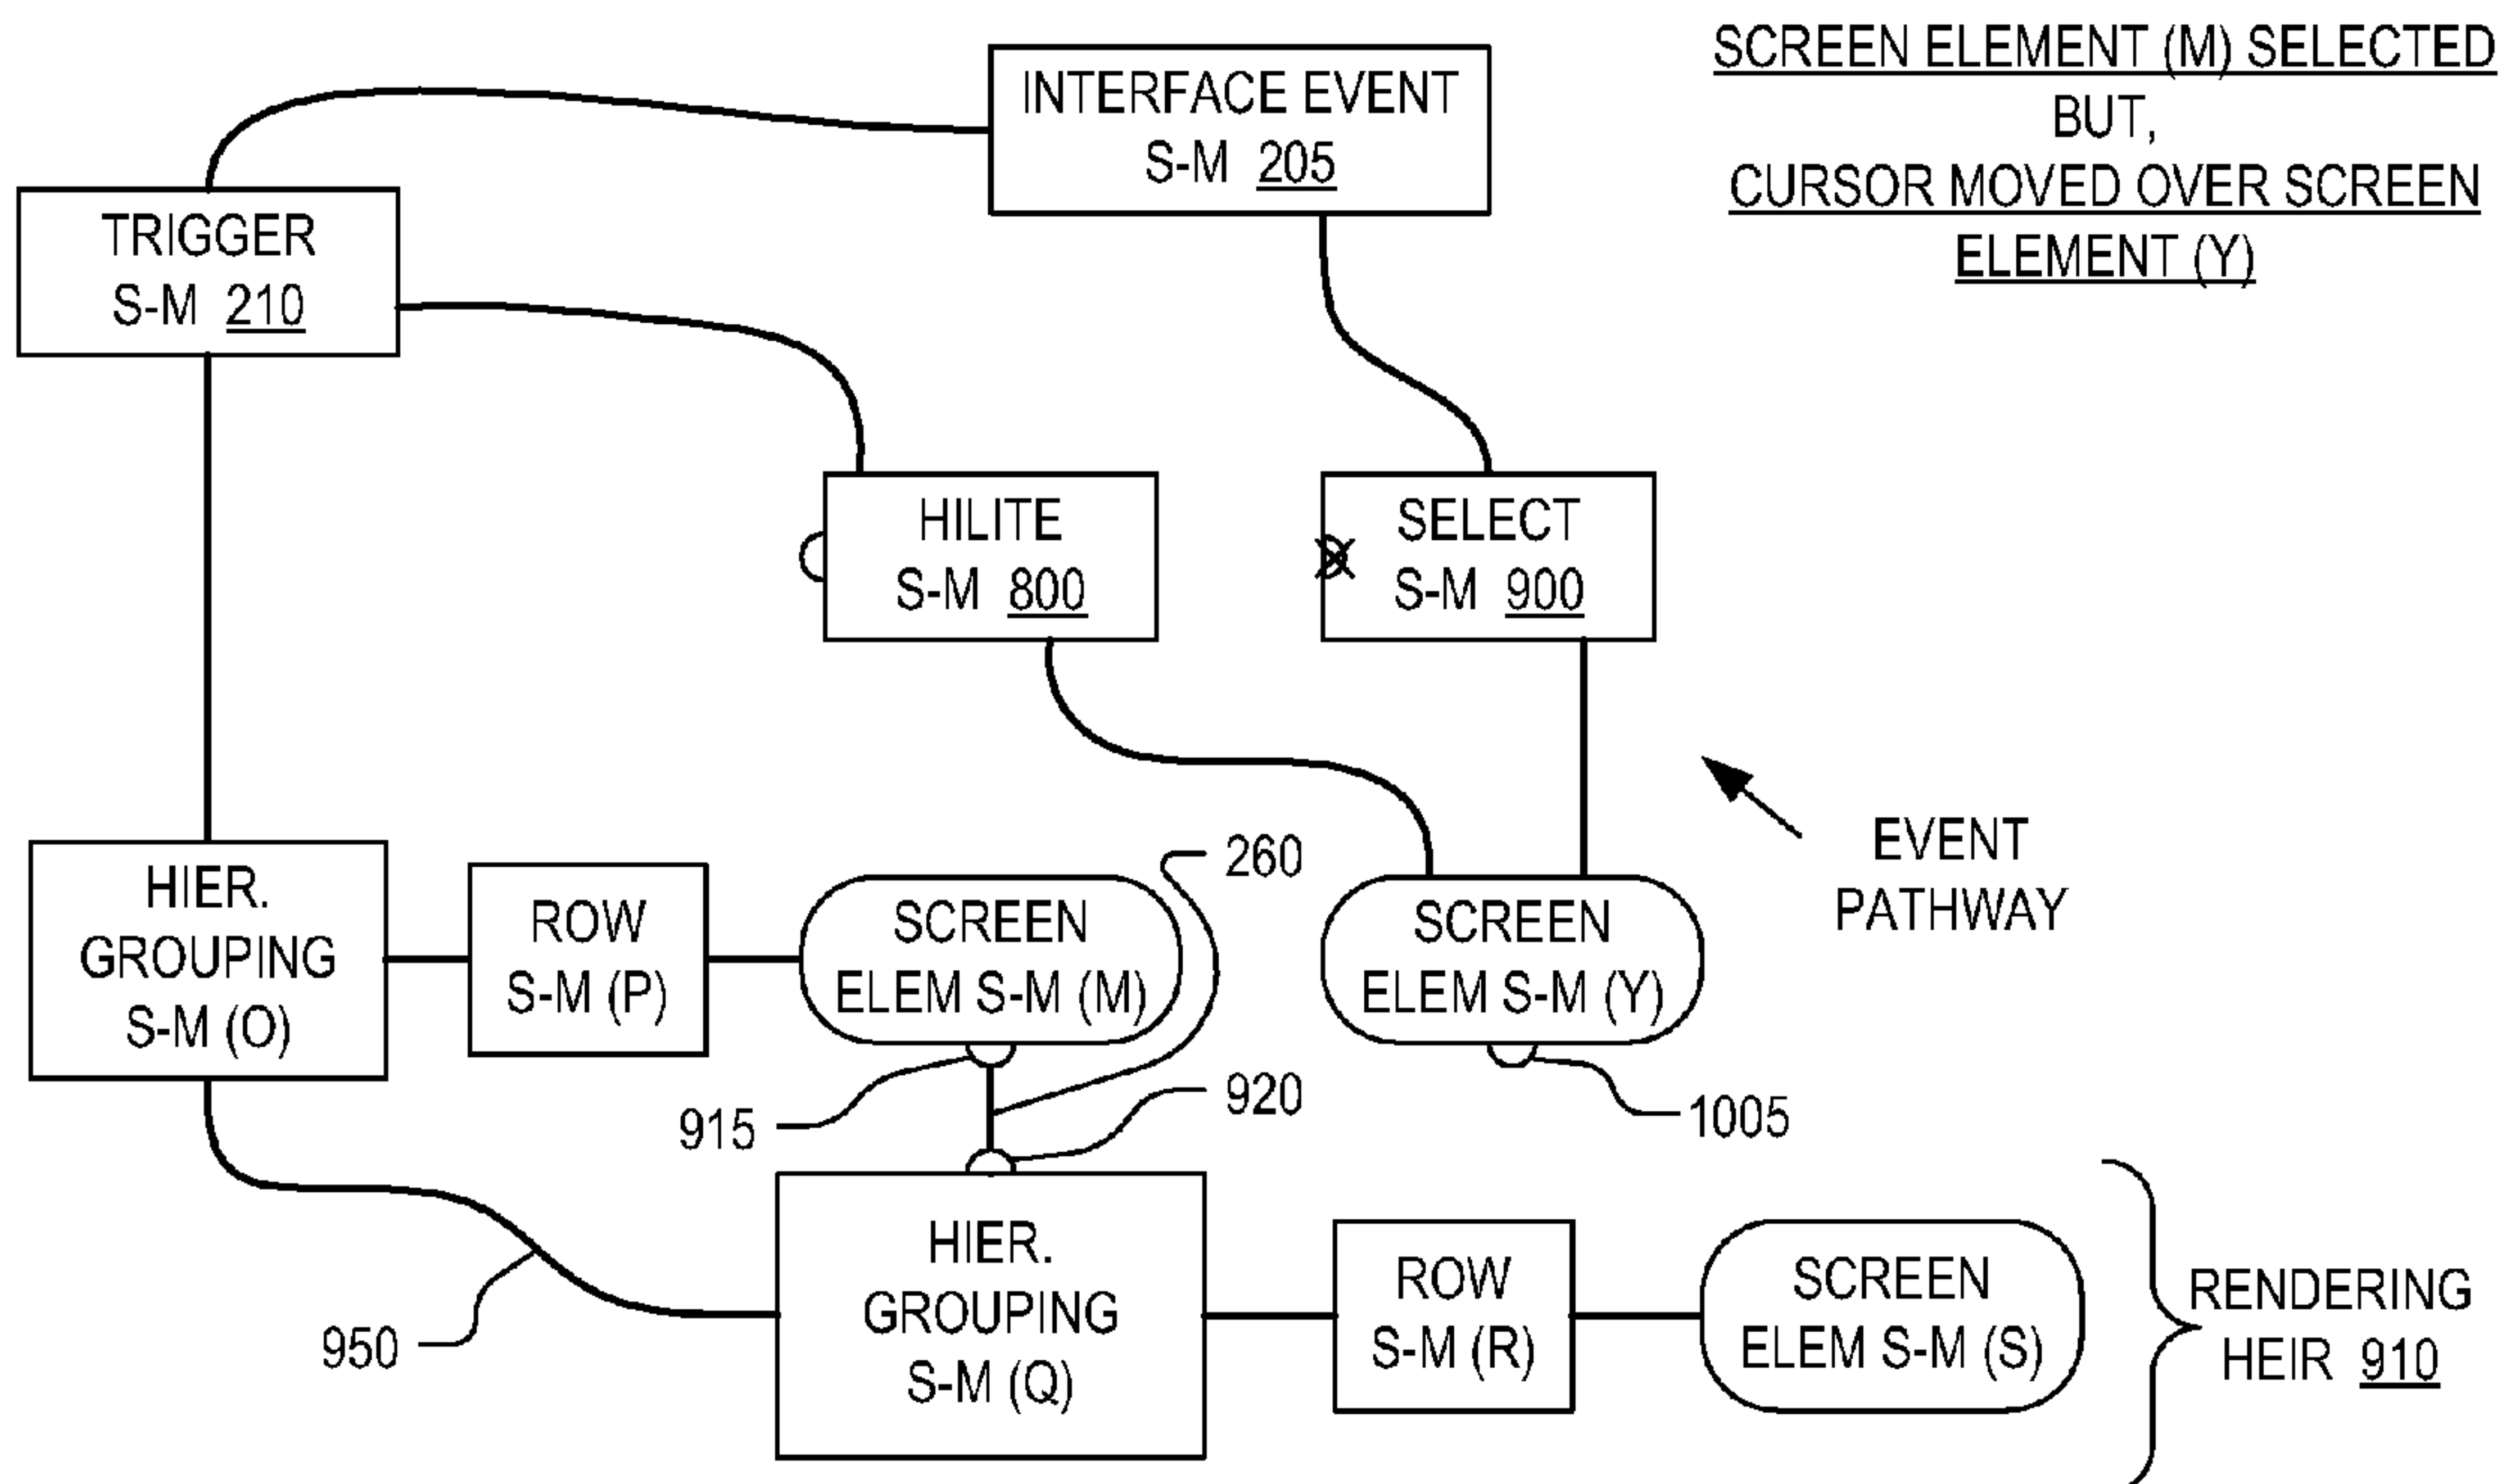 SCREEN ELEMENT (M) SELECTED
BUT,
CURSOR MOVED OVER SCREEN
ELEMENT (Y)
INTERFACE EVENT
S-M 205
TRIGGER
S-M 210
HILITE
S-M 800
SELECT
S-M 900
EVENT
PATHWAY
HIER.
GROUPING
S-M (O)
ROW
S-M (P)
SCREEN
ELEM S-M (M)
260
SCREEN
ELEM S-M (Y)
915
920
1005
950
HIER.
GROUPING
S-M (Q)
ROW
S-M (R)
SCREEN
ELEM S-M (S)
RENDERING
HEIR 910